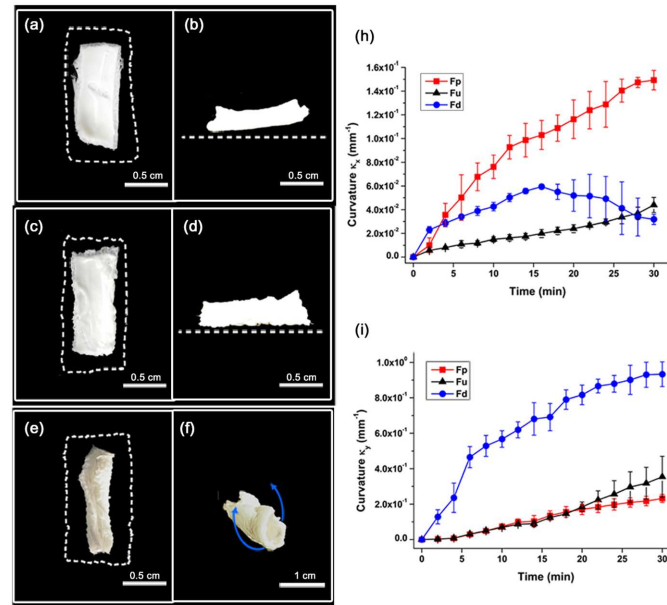 (a)
0.5 cm
(b)
0.5 cm
(c)
0.5 cm
(d)
0.5 cm
(e)
0.5 cm
(f)
1 cm
(h)
Fp
Fu
Fd
1.6x10⁻¹
1.4x10⁻¹
1.2x10⁻¹
1.0x10⁻¹
8.0x10⁻²
6.0x10⁻²
4.0x10⁻²
2.0x10⁻²
0.0
Curvature κx (mm⁻¹)
0 5 10 15 20 25 30
Time (min)
(i)
Fp
Fu
Fd
1.0x10⁰
8.0x10⁻¹
6.0x10⁻¹
4.0x10⁻¹
2.0x10⁻¹
0.0
Curvature κy (mm⁻¹)
0 5 10 15 20 25 30
Time (min)